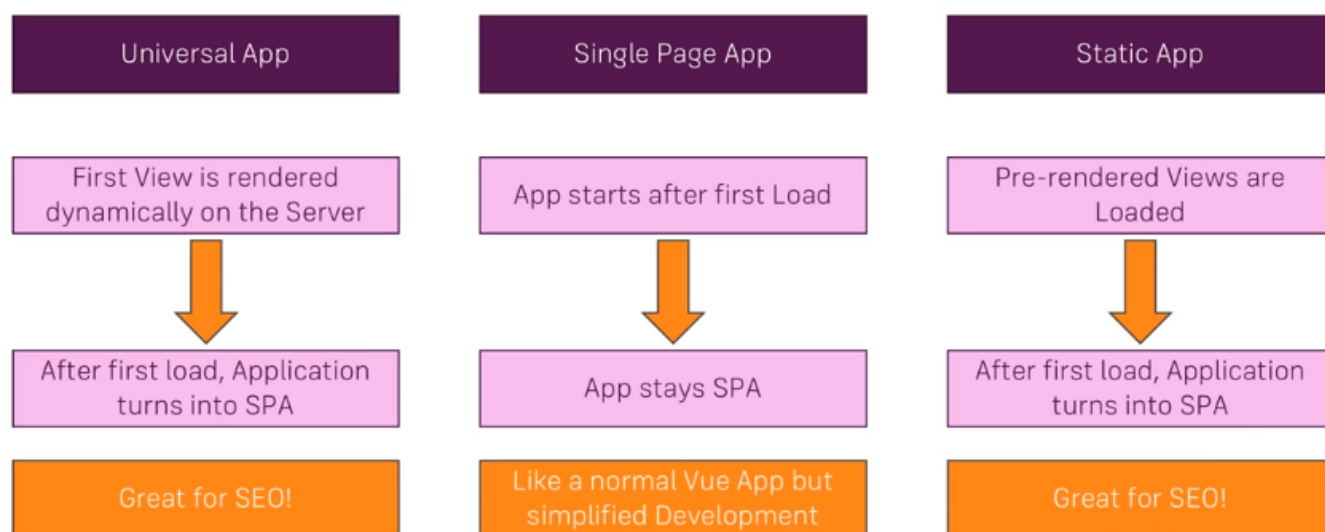 Universal App
Single Page App
Static App
First View is rendered
dynamically on the Server
App starts after first Load
Pre-rendered Views are
Loaded
After first load, Application
turns into SPA
App stays SPA
After first load, Application
turns into SPA
Great for SEO!
Like a normal Vue App but
simplified Development
Great for SEO!